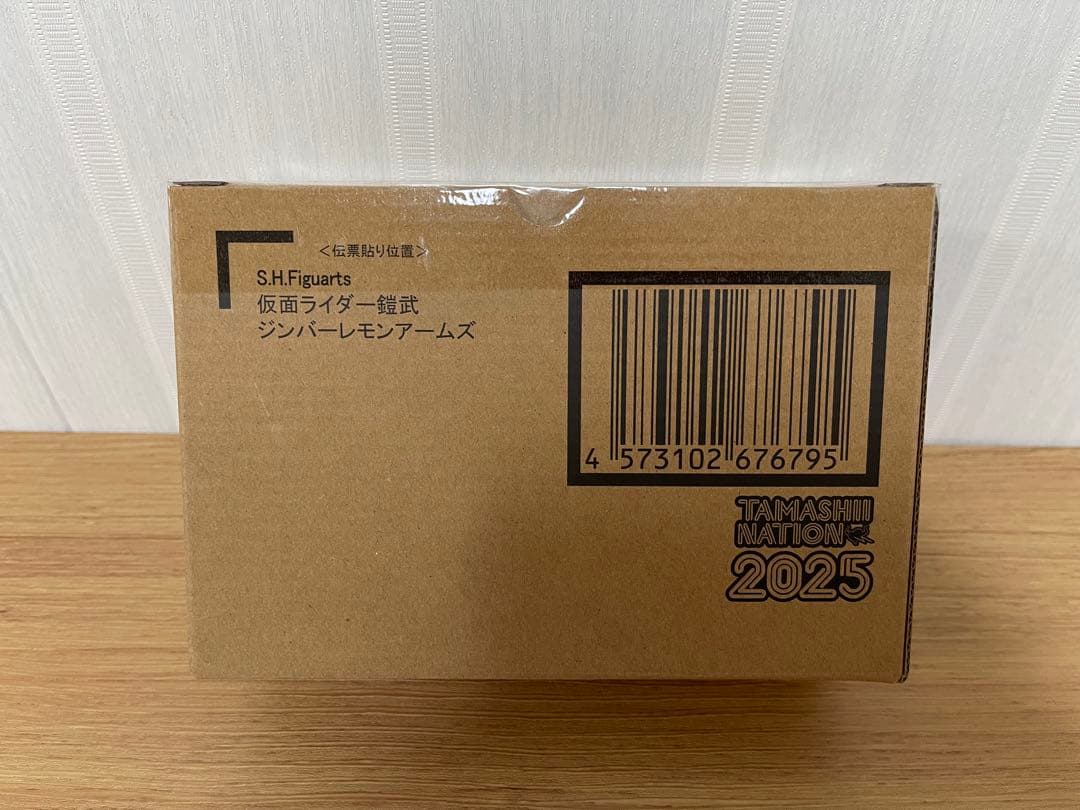 ＜伝票貼り位置＞
S.H.Figuarts
仮面ライダー鎧武
ジンバーレモンアームズ
4 573102 676795
TAMASHII
NATION
2025